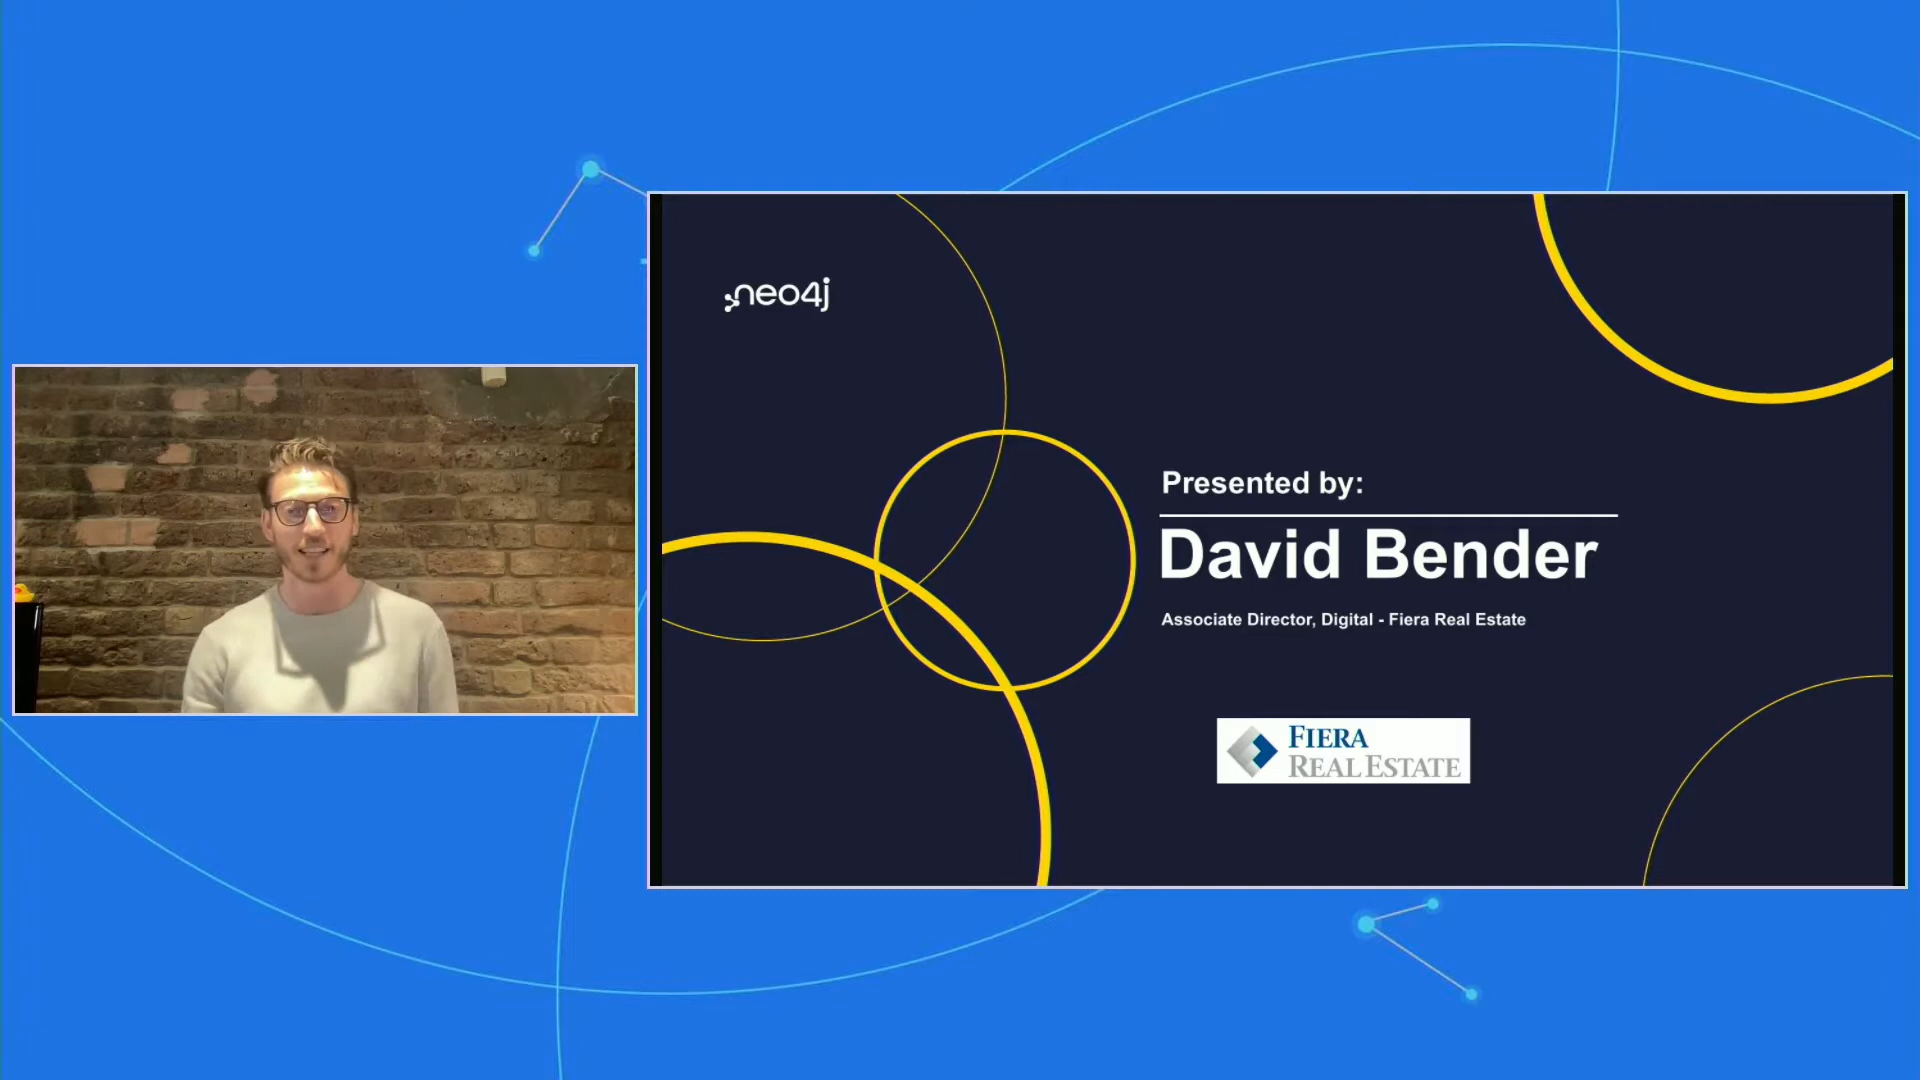 neo4j
Presented by:
David Bender
Associate Director, Digital - Fiera Real Estate
FIERA
REAL ESTATE